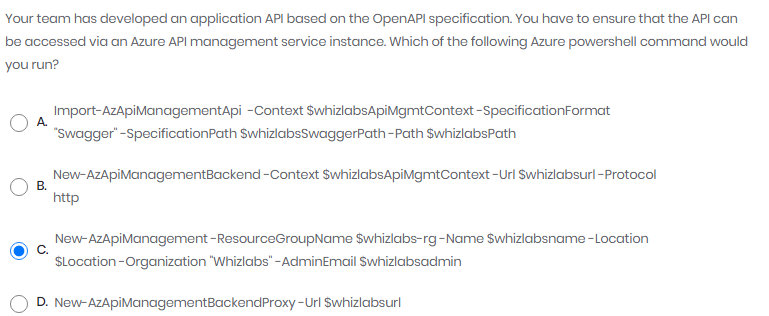 Your team has developed an application API based on the OpenAPI specification. You have to ensure that the API can
be accessed via an Azure API management service instance. Which of the following Azure powershell command would
you run?
A. Import-AzApiManagementApi -Context $whizlabsApiMgmtContext -SpecificationFormat
"Swagger" -SpecificationPath $whizlabsSwaggerPath -Path $whizlabsPath
B. New-AzApiManagementBackend -Context $whizlabsApiMgmtContext -Url $whizlabsurl -Protocol
http
C. New-AzApiManagement -ResourceGroupName $whizlabs-rg -Name $whizlabsname -Location
$Location -Organization "Whizlabs" -AdminEmail $whizlabsadmin
D. New-AzApiManagementBackendProxy -Url $whizlabsurl